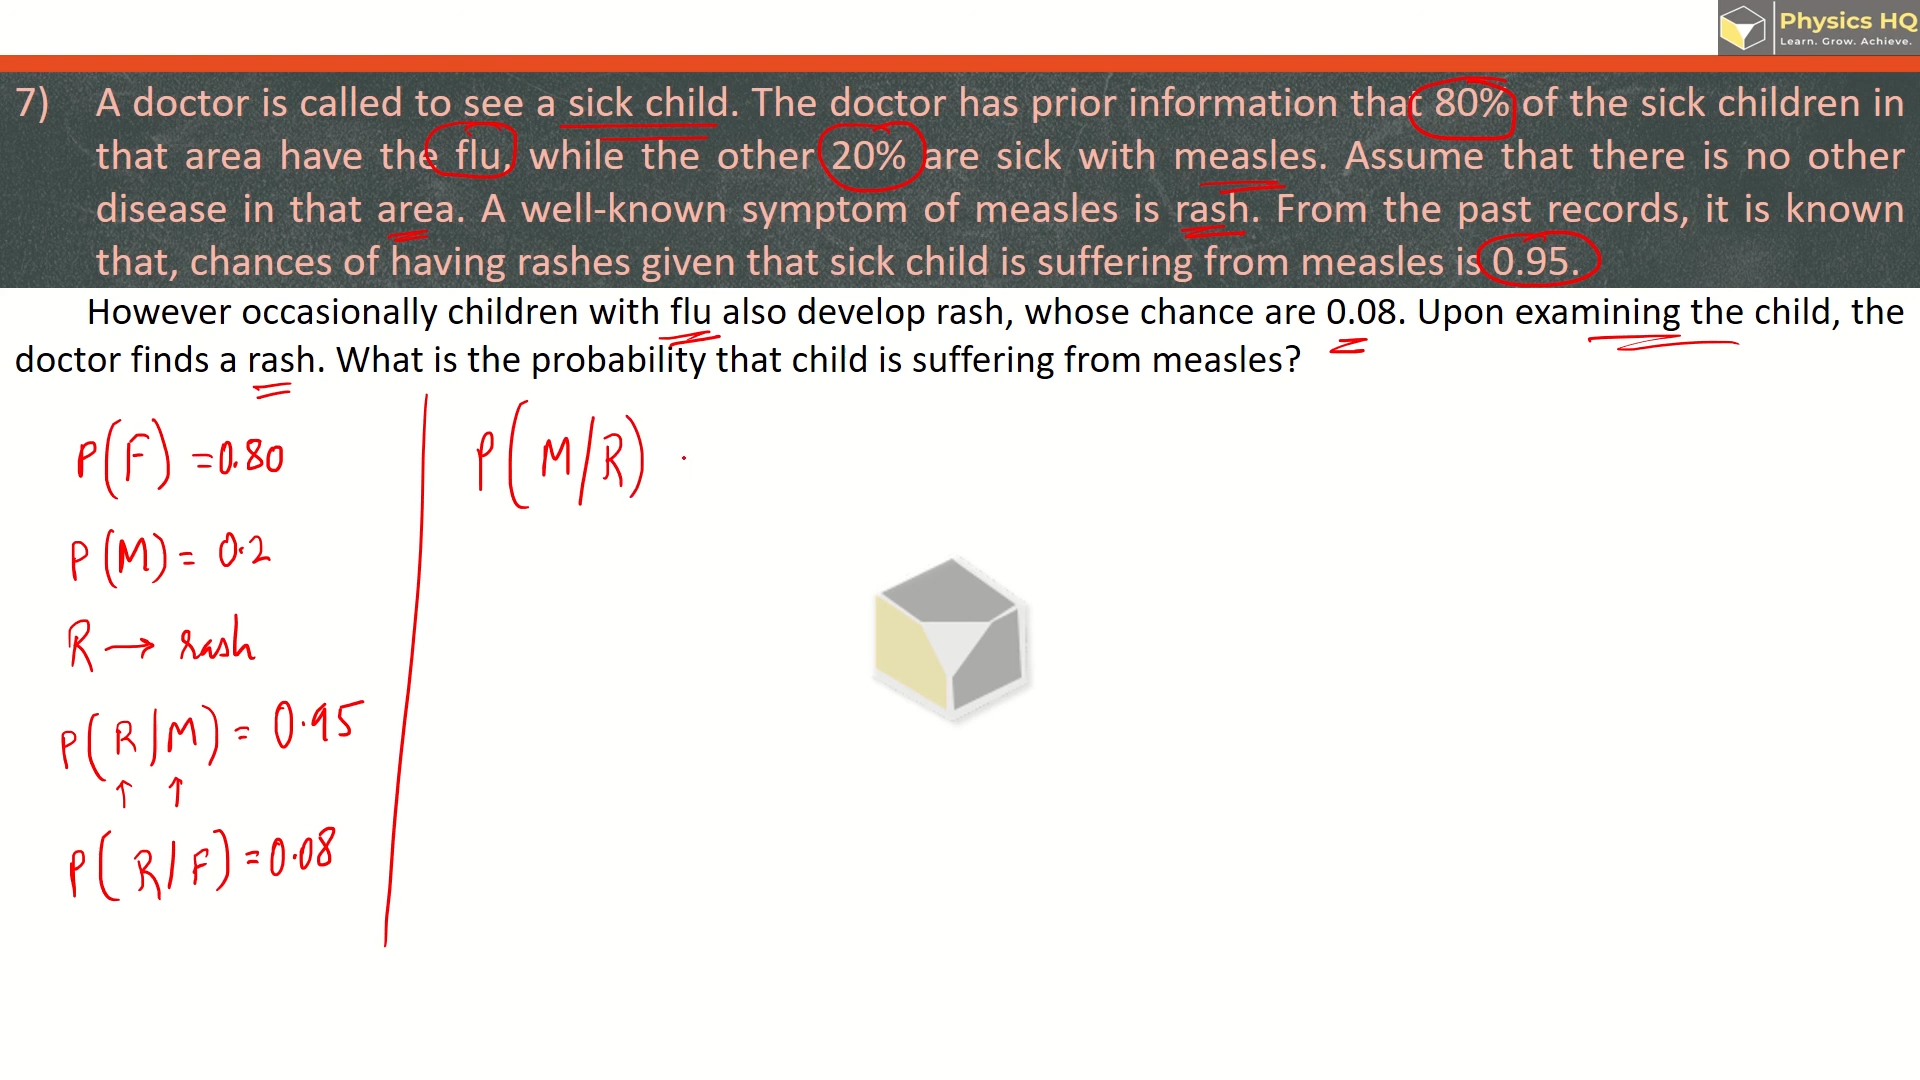 Physics HQ
Learn. Grow. Achieve.
7) A doctor is called to see a sick child. The doctor has prior information that 80% of the sick children in
that area have the flu, while the other 20% are sick with measles. Assume that there is no other
disease in that area. A well-known symptom of measles is rash. From the past records, it is known
that, chances of having rashes given that sick child is suffering from measles is 0.95.
However occasionally children with flu also develop rash, whose chance are 0.08. Upon examining the child, the
doctor finds a rash. What is the probability that child is suffering from measles?
P(F) = 0.80
P(M/R)
P(M) = 0.2
R → rash
P(R|M) = 0.95
P(R/F) = 0.08